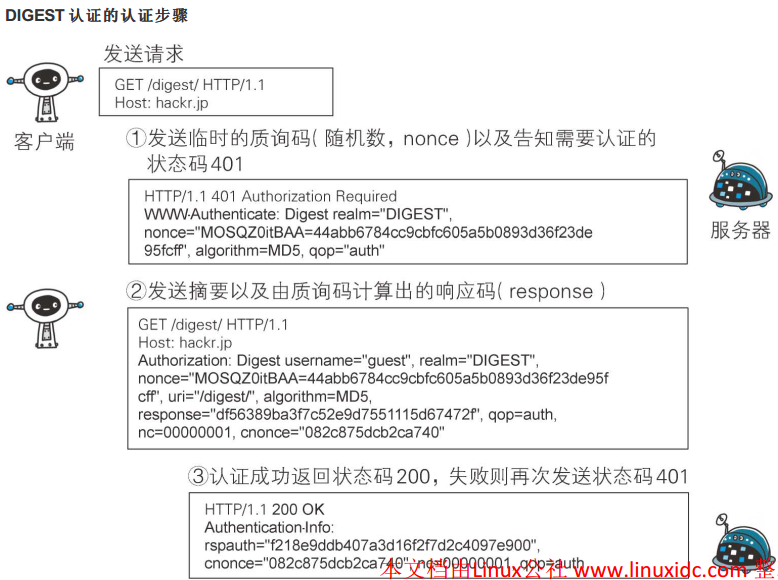 DIGEST 认证的认证步骤
发送请求
GET /digest/ HTTP/1.1
Host: hackr.jp
客户端
①发送临时的质询码(随机数，nonce)以及告知需要认证的
状态码401
HTTP/1.1 401 Authorization Required
WWW-Authenticate: Digest realm="DIGEST",
nonce="MOSQZ0itBAA=44abb6784cc9cbfc605a5b0893d36f23de
95fcff", algorithm=MD5, qop="auth"
服务器
②发送摘要以及由质询码计算出的响应码(response)
GET /digest/ HTTP/1.1
Host: hackr.jp
Authorization: Digest username="guest", realm="DIGEST",
nonce="MOSQZ0itBAA=44abb6784cc9cbfc605a5b0893d36f23de95f
cff", uri="/digest/", algorithm=MD5,
response="df56389ba3f7c52e9d7551115d67472f", qop=auth,
nc=00000001, cnonce="082c875dcb2ca740"
③认证成功返回状态码200，失败则再次发送状态码401
HTTP/1.1 200 OK
Authentication-Info:
rspauth="f218e9ddb407a3d16f2f7d2c4097e900",
cnonce="082c875dcb2ca740", nc=00000001, qop=auth
本文档由Linux公社 www.linuxidc.com 整